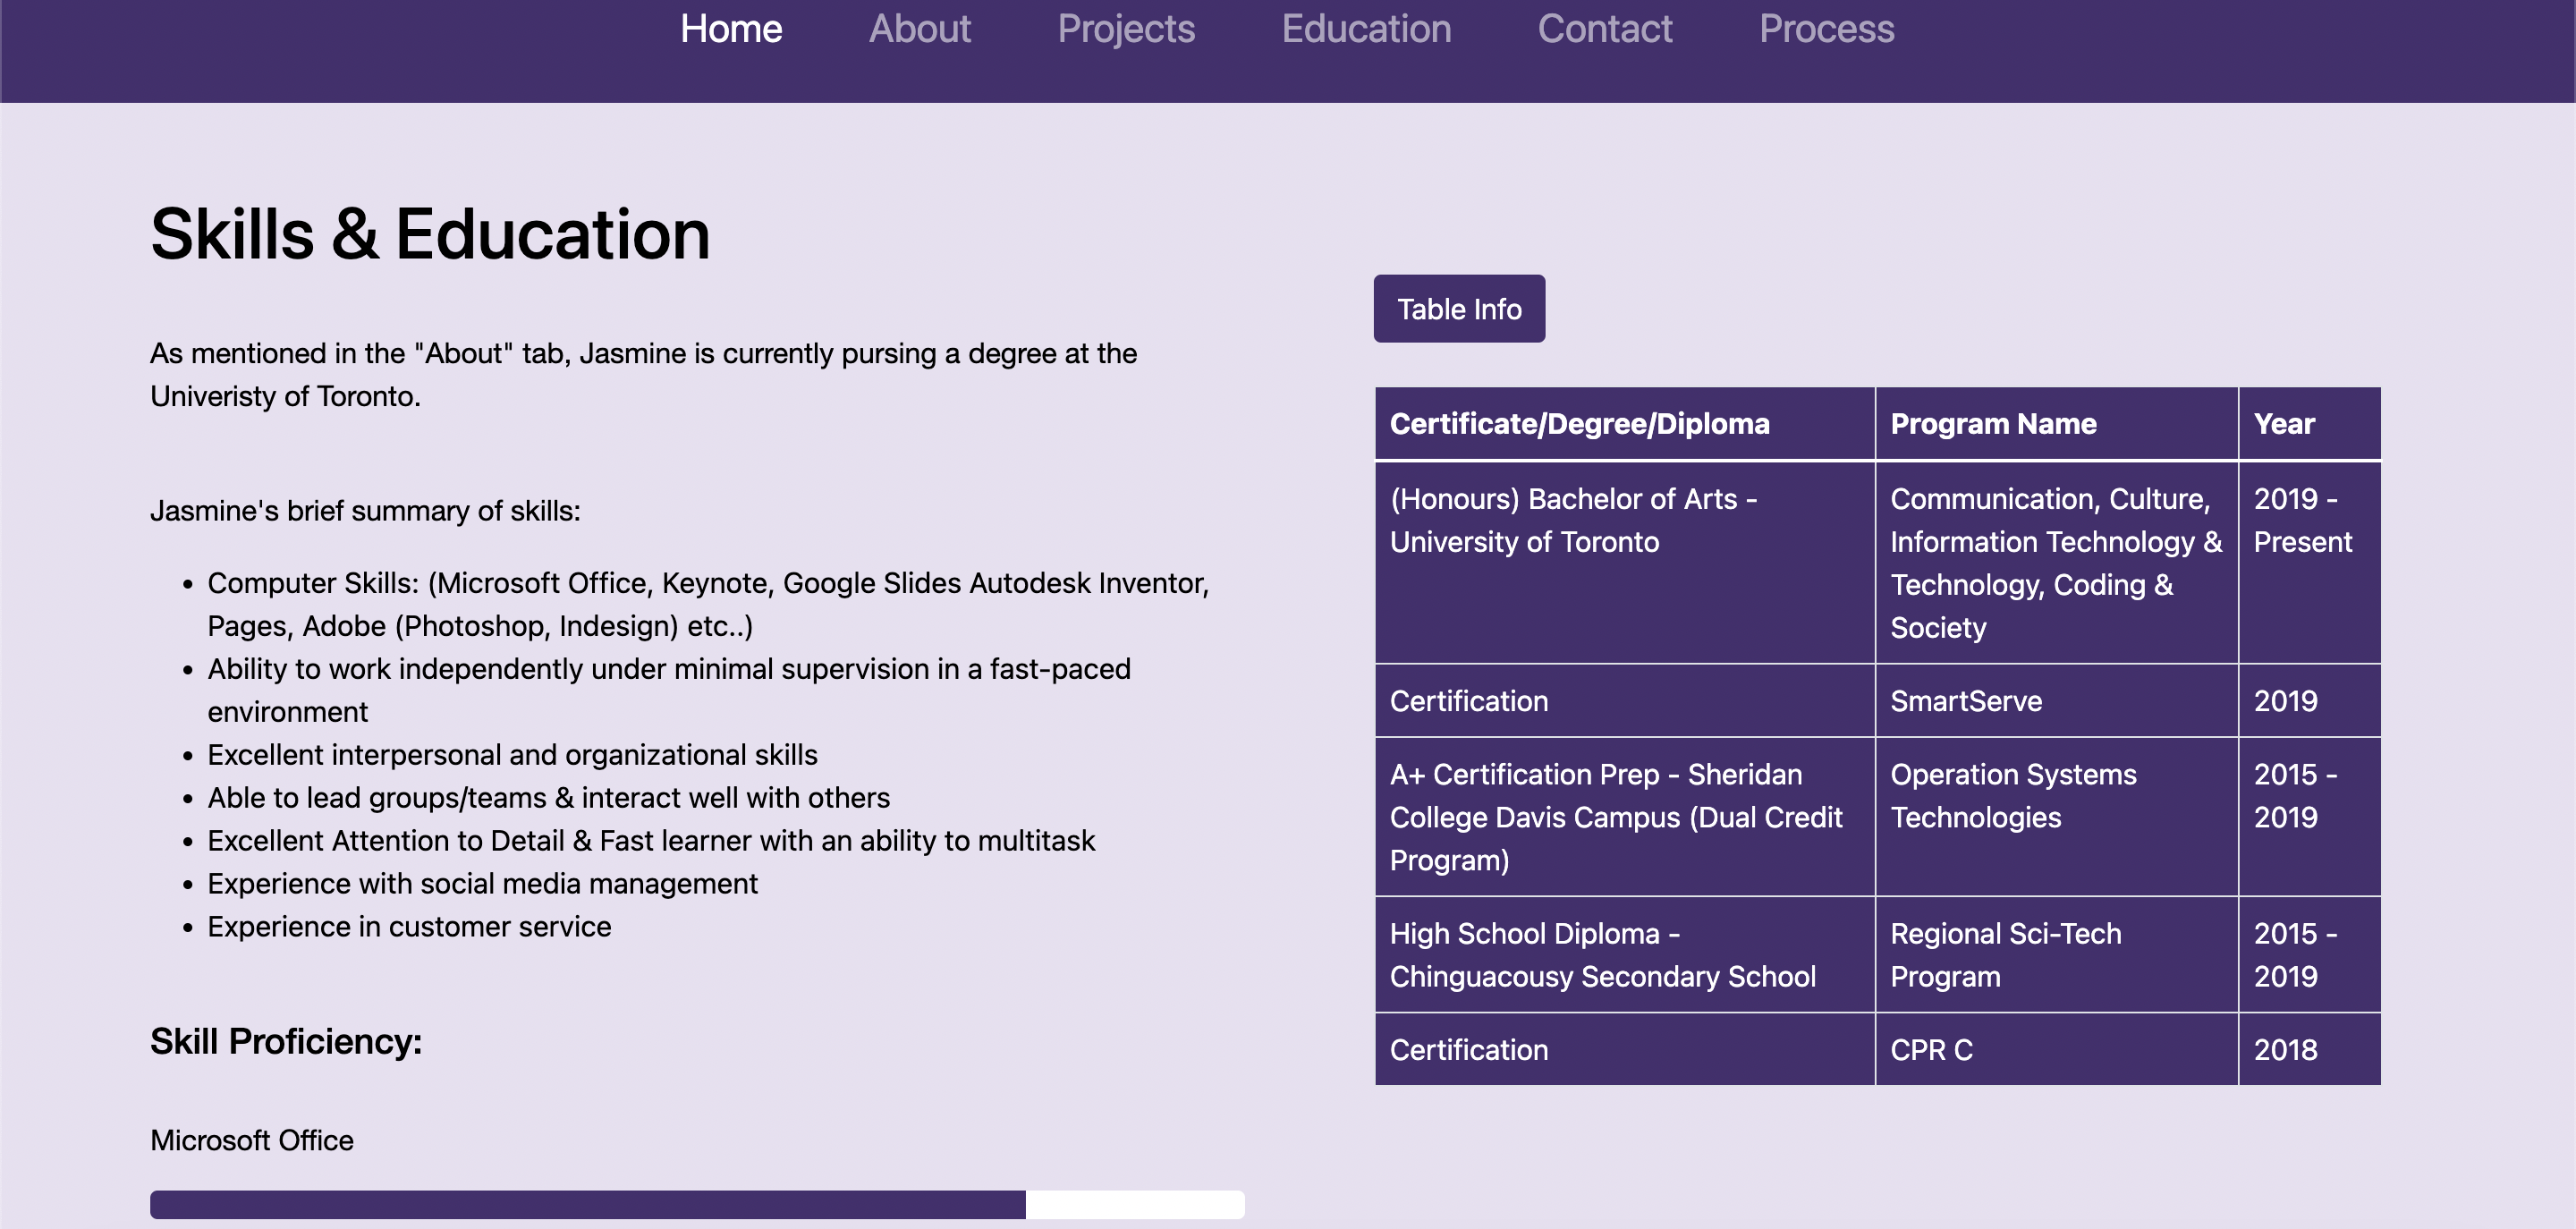 Home About Projects Education Contact Process
Skills & Education
As mentioned in the "About" tab, Jasmine is currently pursing a degree at the
Univeristy of Toronto.
Jasmine's brief summary of skills:
• Computer Skills: (Microsoft Office, Keynote, Google Slides Autodesk Inventor,
Pages, Adobe (Photoshop, Indesign) etc..)
• Ability to work independently under minimal supervision in a fast-paced
environment
• Excellent interpersonal and organizational skills
• Able to lead groups/teams & interact well with others
• Excellent Attention to Detail & Fast learner with an ability to multitask
• Experience with social media management
• Experience in customer service
Skill Proficiency:
Microsoft Office
Table Info
Certificate/Degree/Diploma Program Name Year
(Honours) Bachelor of Arts - Communication, Culture, 2019 -
University of Toronto Information Technology & Present
Technology, Coding &
Society
Certification SmartServe 2019
A+ Certification Prep - Sheridan Operation Systems 2015 -
College Davis Campus (Dual Credit Technologies 2019
Program)
High School Diploma - Regional Sci-Tech 2015 -
Chinguacousy Secondary School Program 2019
Certification CPR C 2018